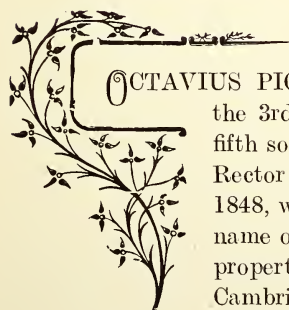 OCTAVIUS PIC
the 3rd
fifth so
Rector
1848, w
name o
propert
Cambri